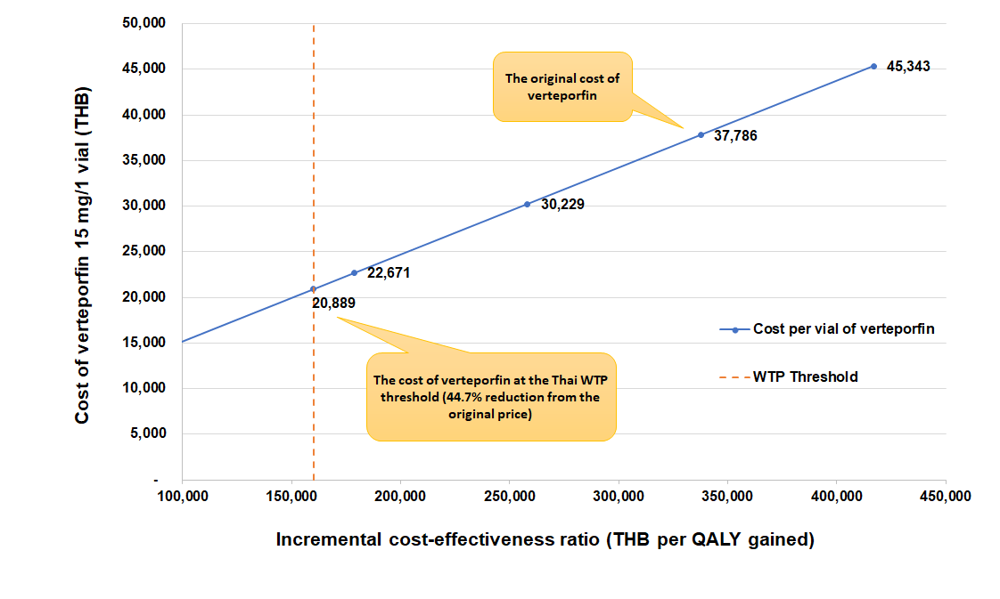 50,000
45,000
40,000
35,000
30,000
25,000
20,000
15,000
10,000
5,000
-
Cost of verteporfin 15 mg/1 vial (THB)
The original cost of
verteporfin
45,343
37,786
30,229
22,671
20,889
The cost of verteporfin at the Thai WTP
threshold (44.7% reduction from the
original price)
Cost per vial of verteporfin
WTP Threshold
100,000 150,000 200,000 250,000 300,000 350,000 400,000 450,000
Incremental cost-effectiveness ratio (THB per QALY gained)